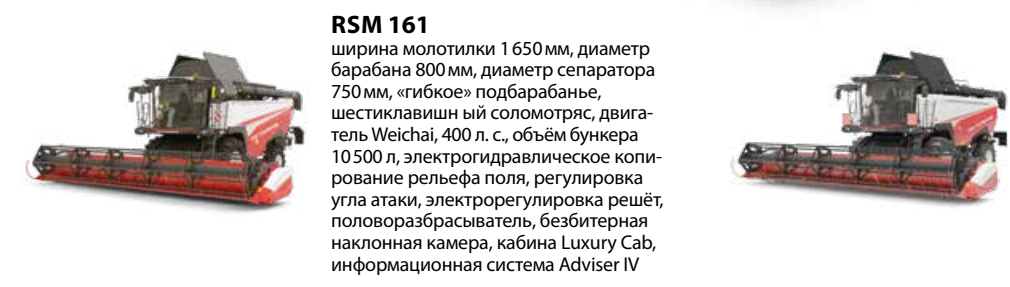 RSM 161
ширина молотилки 1 650 мм, диаметр
барабана 800 мм, диаметр сепаратора
750 мм, «гибкое» подбарабанье,
шестиклавишн ый соломотряс, двига-
тель Weichai, 400 л. с., объём бункера
10 500 л, электрогидравлическое копи-
рование рельефа поля, регулировка
угла атаки, электрорегулировка решёт,
половоразбрасыватель, безбитерная
наклонная камера, кабина Luxury Cab,
информационная система Adviser IV